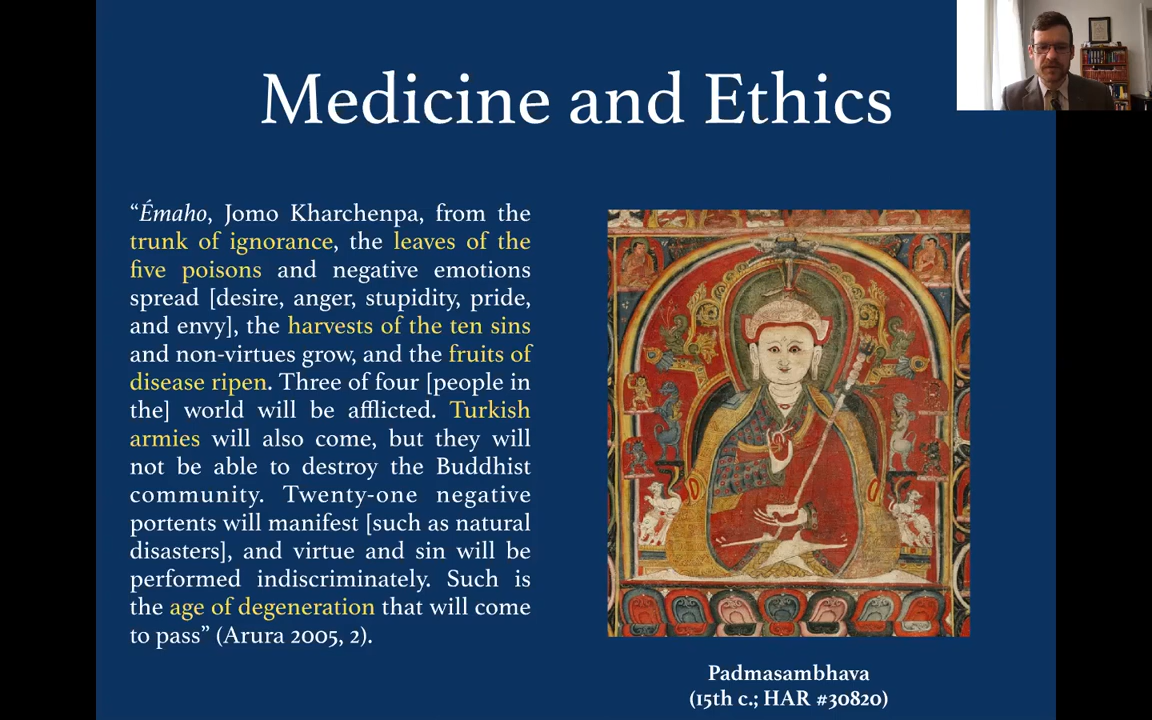 Medicine and Ethics
“Émaho, Jomo Kharchenpa, from the
trunk of ignorance, the leaves of the
five poisons and negative emotions
spread [desire, anger, stupidity, pride,
and envy], the harvests of the ten sins
and non-virtues grow, and the fruits of
disease ripen. Three of four [people in
the] world will be afflicted. Turkish
armies will also come, but they will
not be able to destroy the Buddhist
community. Twenty-one negative
portents will manifest [such as natural
disasters], and virtue and sin will be
performed indiscriminately. Such is
the age of degeneration that will come
to pass” (Arura 2005, 2).
Padmasambhava
(15th c.; HAR #30820)